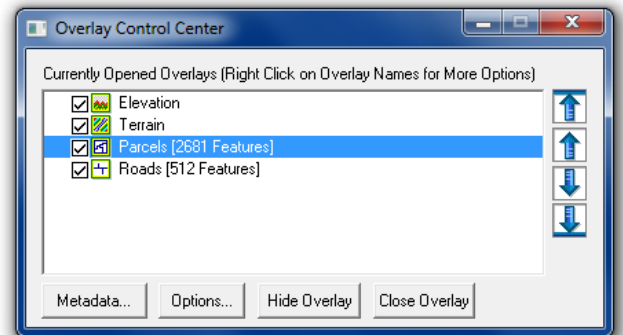 Overlay Control Center
Currently Opened Overlays (Right Click on Overlay Names for More Options)
Elevation
Terrain
Parcels [2681 Features]
Roads [512 Features]
Metadata... Options... Hide Overlay Close Overlay